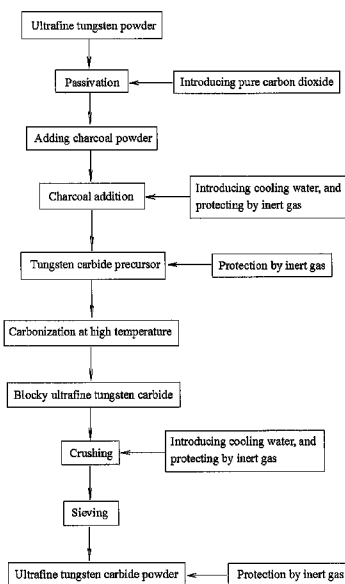 Ultrafine tungsten powder
Passivation
Introducing pure carbon dioxide
Adding charcoal powder
Charcoal addition
Introducing cooling water, and
protecting by inert gas
Tungsten carbide precursor
Protection by inert gas
Carbonization at high temperature
Blocky ultrafine tungsten carbide
Crushing
Introducing cooling water, and
protecting by inert gas
Sieving
Ultrafine tungsten carbide powder
Protection by inert gas